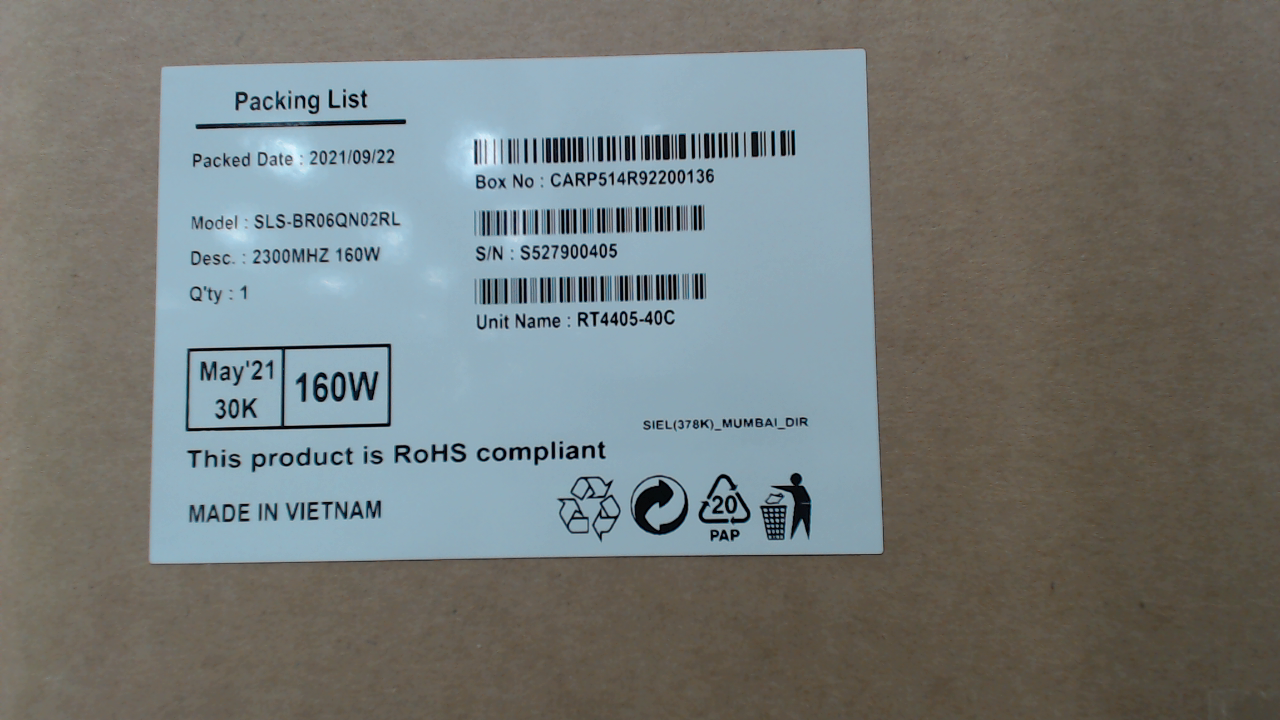 Packing List
Packed Date : 2021/09/22
Box No : CARP514R92200136
Model : SLS-BR06QN02RL
S/N : S527900405
Desc. : 2300MHZ 160W
Q'ty : 1
Unit Name : RT4405-40C
May'21
30K
160W
SIEL(378K)_MUMBAI_DIR
This product is RoHS compliant
MADE IN VIETNAM
20
PAP